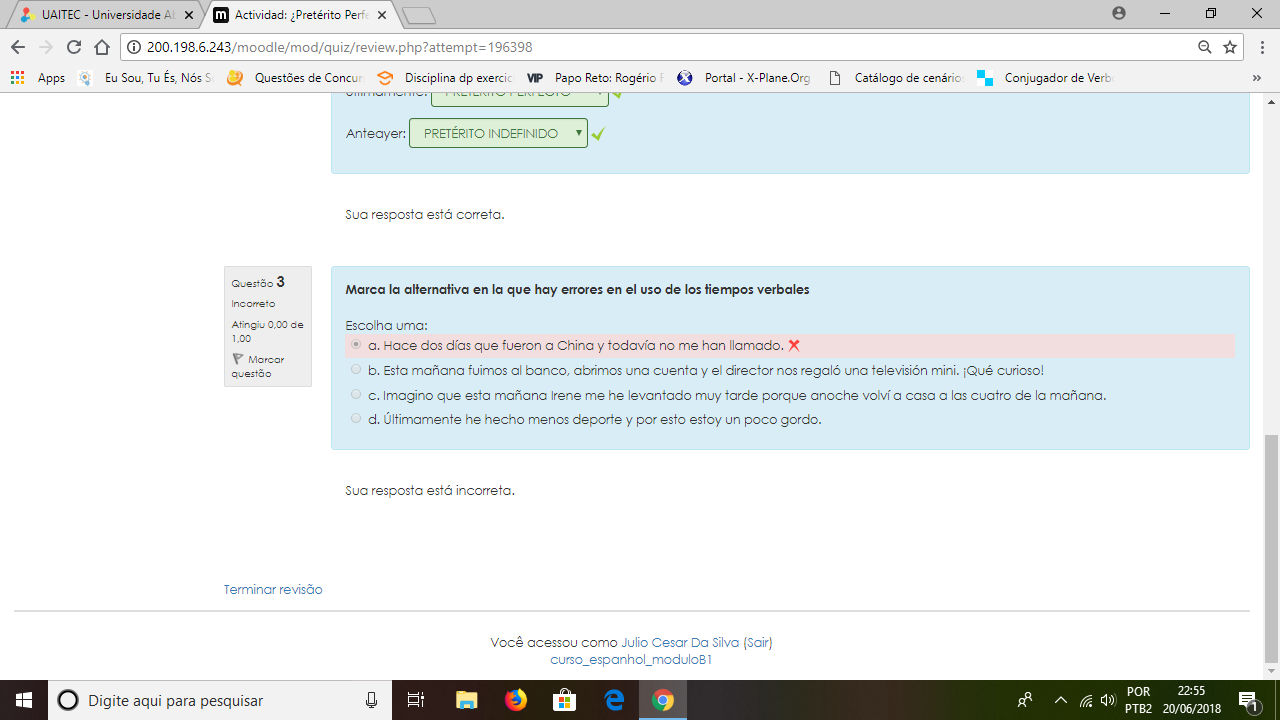 UAITEC - Universidade Ab
Actividad: ¿Pretérito Perfe
200.198.6.243/moodle/mod/quiz/review.php?attempt=196398
Apps
Eu Sou, Tu És, Nós S
Questões de Concur
Disciplina dp exercic
VIP
Papo Reto: Rogério F
Portal - X-Plane.Org
Catálogo de cenário
Conjugador de Verb
»
Últimamente: PRETÉRITO PERFECTO
Anteayer: PRETÉRITO INDEFINIDO
Sua resposta está correta.
Questão 3
Incorreto
Atingiu 0,00 de
1,00
Marcar
questão
Marca la alternativa en la que hay errores en el uso de los tiempos verbales
Escolha uma:
a. Hace dos días que fueron a China y todavía no me han llamado.
b. Esta mañana fuimos al banco, abrimos una cuenta y el director nos regaló una televisión mini. ¡Qué curioso!
c. Imagino que esta mañana Irene me he levantado muy tarde porque anoche volví a casa a las cuatro de la mañana.
d. Últimamente he hecho menos deporte y por esto estoy un poco gordo.
Sua resposta está incorreta.
Terminar revisão
Você acessou como Julio Cesar Da Silva (Sair)
curso_espanhol_moduloB1
Digite aqui para pesquisar
POR
PTB2
22:55
20/06/2018
1